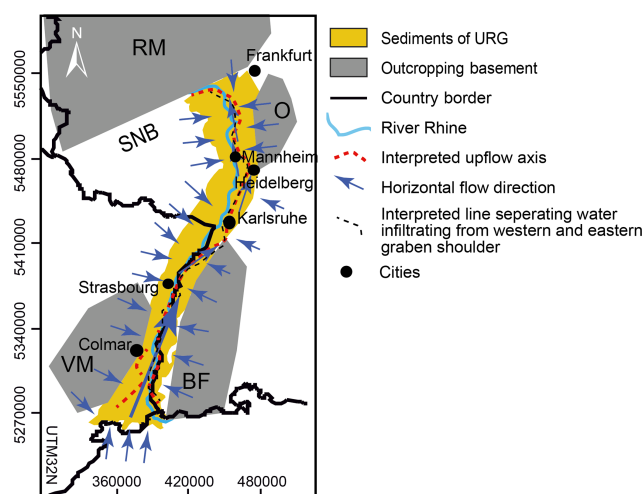 N
RM
Frankfurt
O
SNB
Mannheim
Heidelberg
Karlsruhe
Strasbourg
Colmar
VM
BF
UTM32N
5550000
5480000
5410000
5340000
5270000
360000
420000
480000
Sediments of URG
Outcropping basement
Country border
River Rhine
Interpreted upflow axis
Horizontal flow direction
Interpreted line seperating water
infiltrating from western and eastern
graben shoulder
Cities